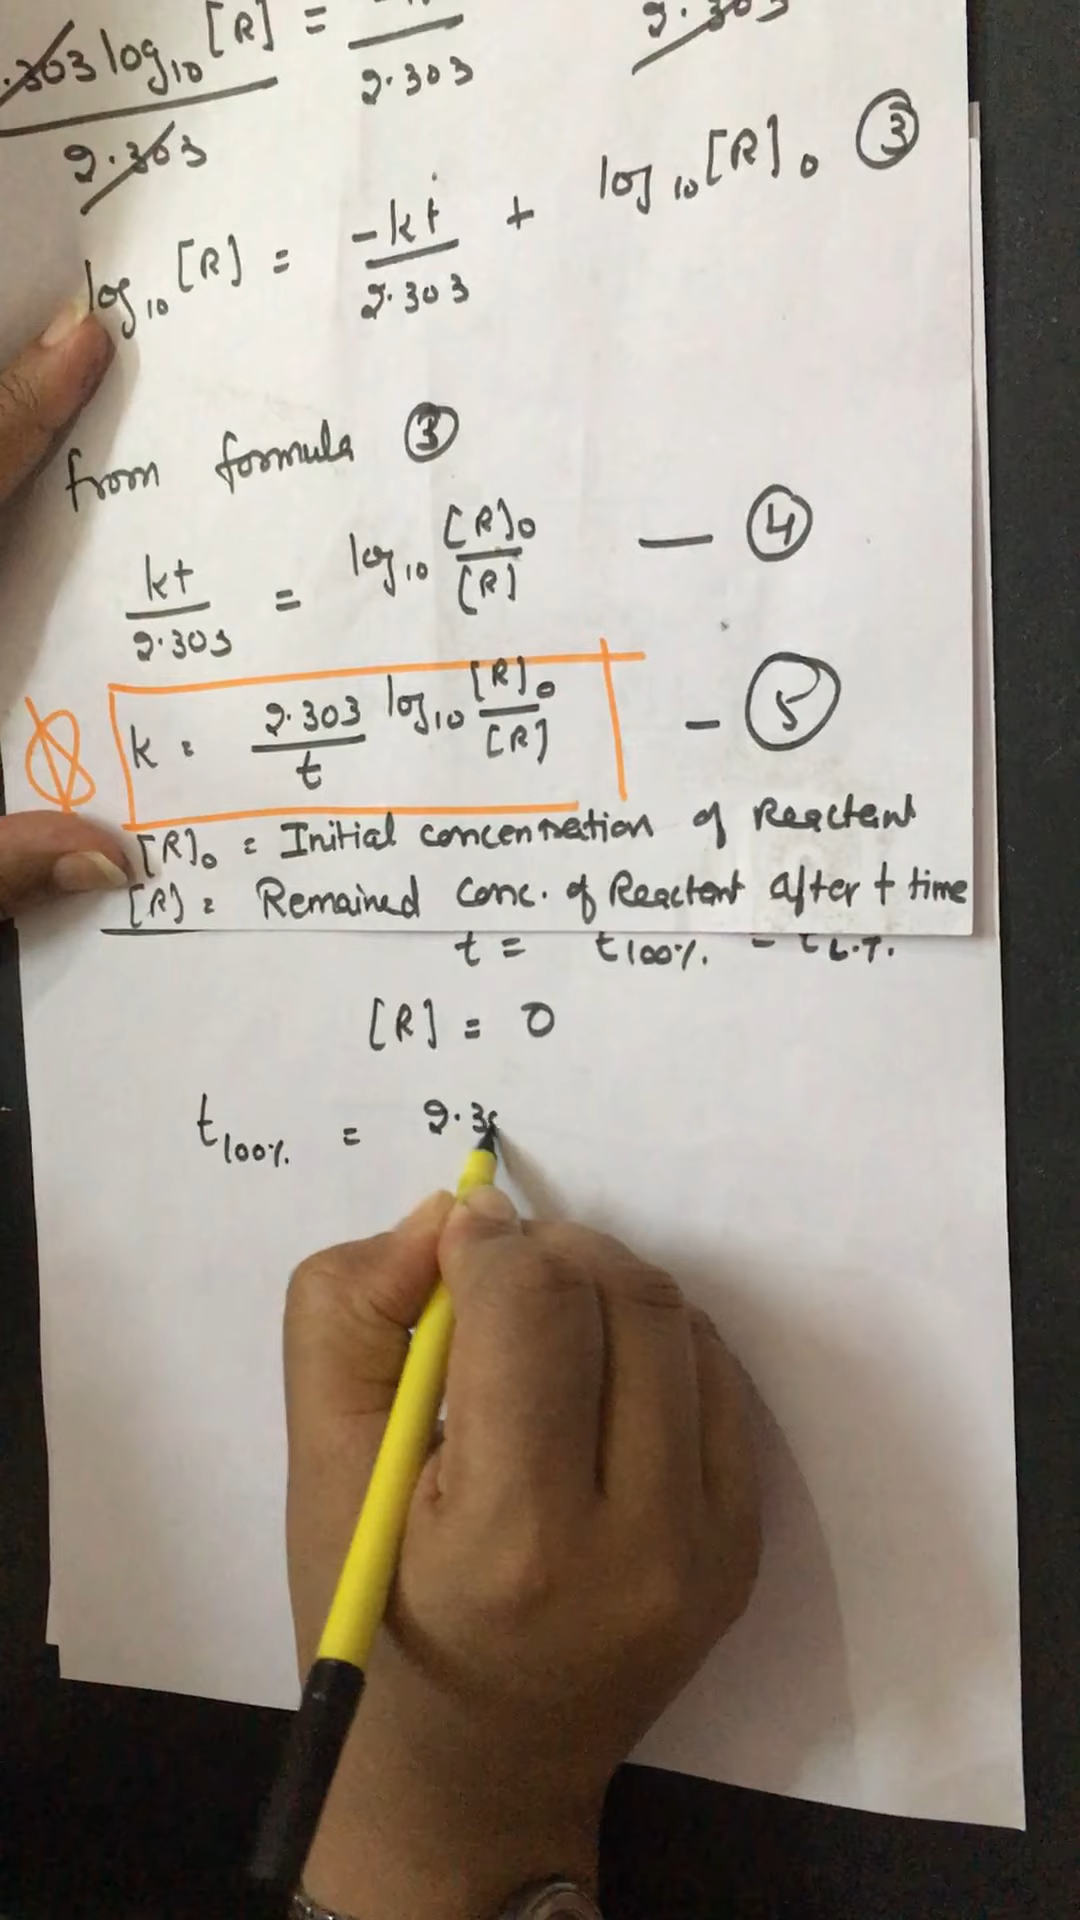 .303 log10 [R] =
2.303
2.303
2.303
log10 [R] = -kt/2.303 + log10 [R]0 ③
from formula ③
kt/2.303 = log10 [R]0/[R] — ④
k = 2.303/t log10 [R]0/[R] - ⑤
[R]0 = Initial concentration of Reactant
[R] = Remained conc. of Reactant after t time
t = t100% =
[R] = 0
t100% = 2.3